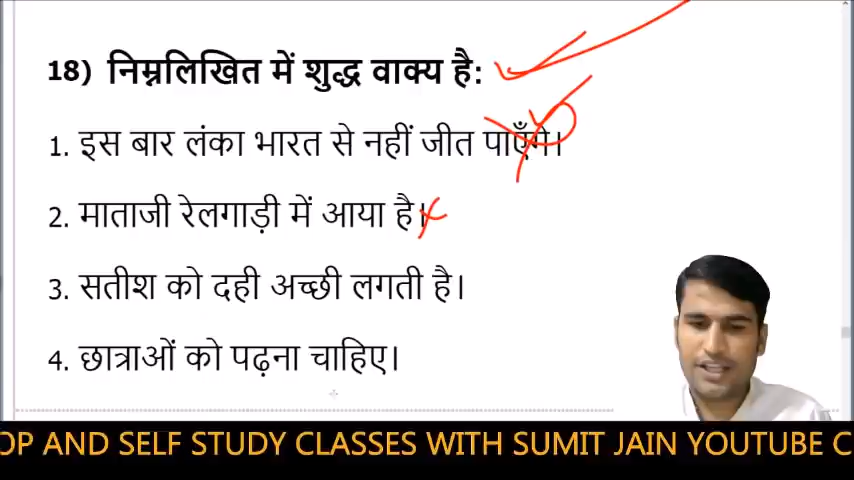 18) निम्नलिखित में शुद्ध वाक्य है:
1. इस बार लंका भारत से नहीं जीत पाएँगे।
2. माताजी रेलगाड़ी में आया है।
3. सतीश को दही अच्छी लगती है।
4. छात्राओं को पढ़ना चाहिए।
OP AND SELF STUDY CLASSES WITH SUMIT JAIN YOUTUBE C